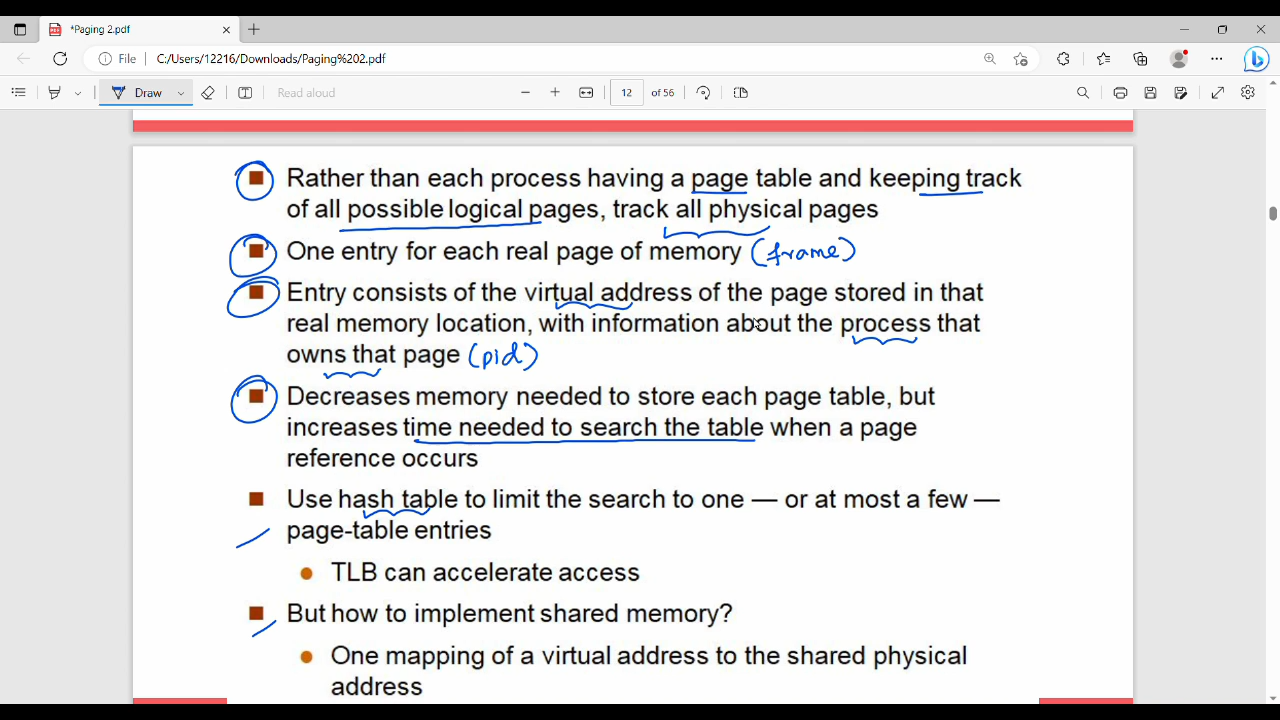 *Paging 2.pdf
File C:/Users/12216/Downloads/Paging%202.pdf
Draw Read aloud 12 of 56
Rather than each process having a page table and keeping track
of all possible logical pages, track all physical pages
One entry for each real page of memory (frame)
Entry consists of the virtual address of the page stored in that
real memory location, with information about the process that
owns that page (pid)
Decreases memory needed to store each page table, but
increases time needed to search the table when a page
reference occurs
Use hash table to limit the search to one — or at most a few —
page-table entries
TLB can accelerate access
But how to implement shared memory?
One mapping of a virtual address to the shared physical
address